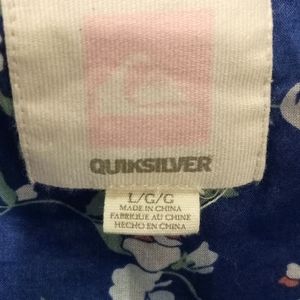 QUIKSILVER
L/G/G
MADE IN CHINA
FABRIQUE AU CHINE
HECHO EN CHINA